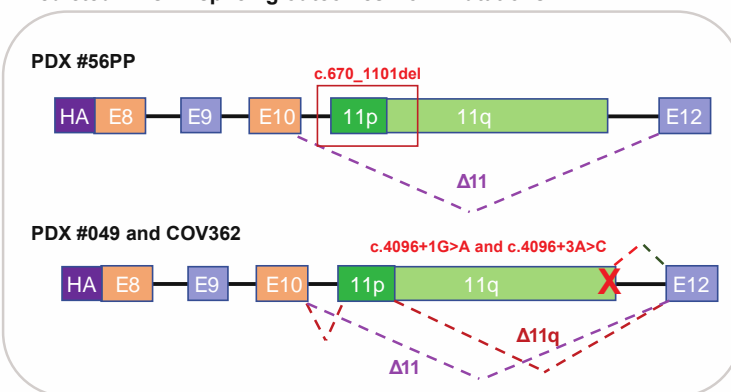 PDX #56PP
c.670_1101del
HA E8 E9 E10 11p 11q E12
Δ11
PDX #049 and COV362
c.4096+1G>A and c.4096+3A>C
HA E8 E9 E10 11p 11q X E12
Δ11q
Δ11